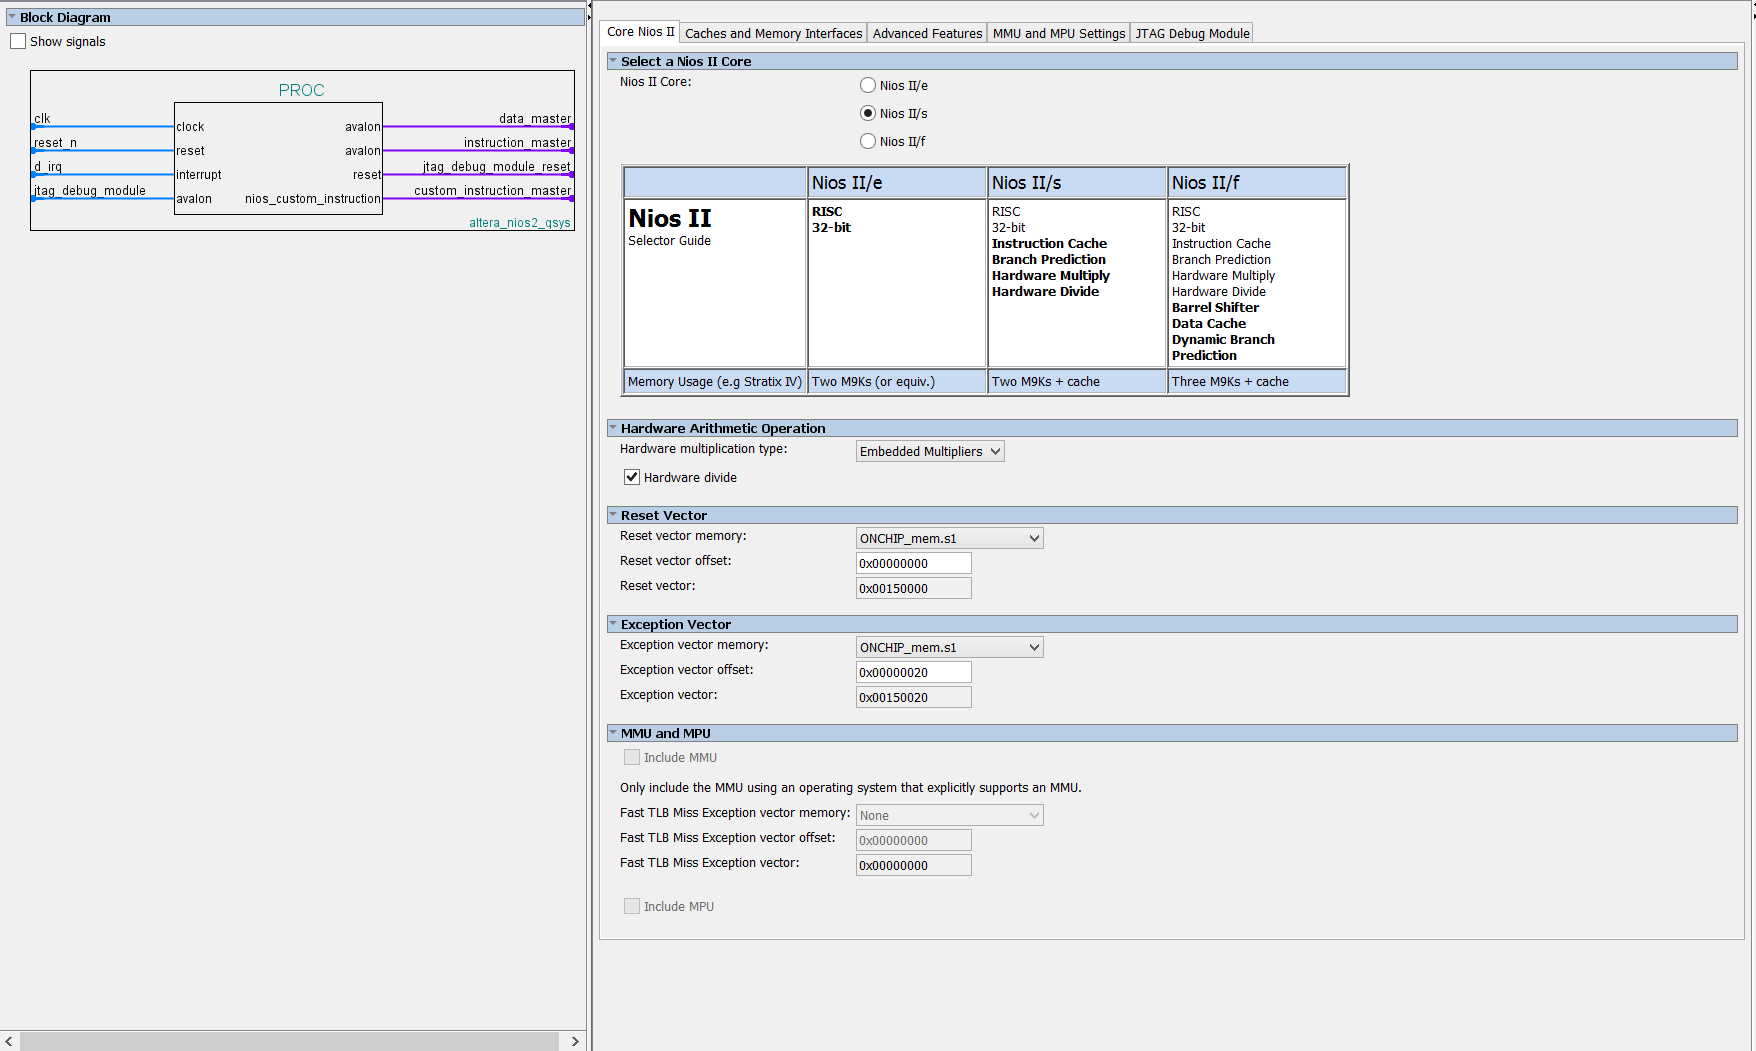 Block Diagram
Show signals
PROC
clk
clock
avalon
data_master
reset_n
reset
avalon
instruction_master
d_irq
interrupt
reset
jtag_debug_module_reset
jtag_debug_module
avalon
nios_custom_instruction
custom_instruction_master
altera_nios2_qsys
Core Nios II
Caches and Memory Interfaces
Advanced Features
MMU and MPU Settings
JTAG Debug Module
Select a Nios II Core
Nios II Core:
Nios II/e
Nios II/s
Nios II/f
Nios II/e
Nios II/s
Nios II/f
Nios II
Selector Guide
RISC
32-bit
RISC
32-bit
Instruction Cache
Branch Prediction
Hardware Multiply
Hardware Divide
RISC
32-bit
Instruction Cache
Branch Prediction
Hardware Multiply
Hardware Divide
Barrel Shifter
Data Cache
Dynamic Branch
Prediction
Memory Usage (e.g Stratix IV)
Two M9Ks (or equiv.)
Two M9Ks + cache
Three M9Ks + cache
Hardware Arithmetic Operation
Hardware multiplication type:
Embedded Multipliers
Hardware divide
Reset Vector
Reset vector memory:
ONCHIP_mem.s1
Reset vector offset:
0x00000000
Reset vector:
0x00150000
Exception Vector
Exception vector memory:
ONCHIP_mem.s1
Exception vector offset:
0x00000020
Exception vector:
0x00150020
MMU and MPU
Include MMU
Only include the MMU using an operating system that explicitly supports an MMU.
Fast TLB Miss Exception vector memory:
None
Fast TLB Miss Exception vector offset:
0x00000000
Fast TLB Miss Exception vector:
0x00000000
Include MPU